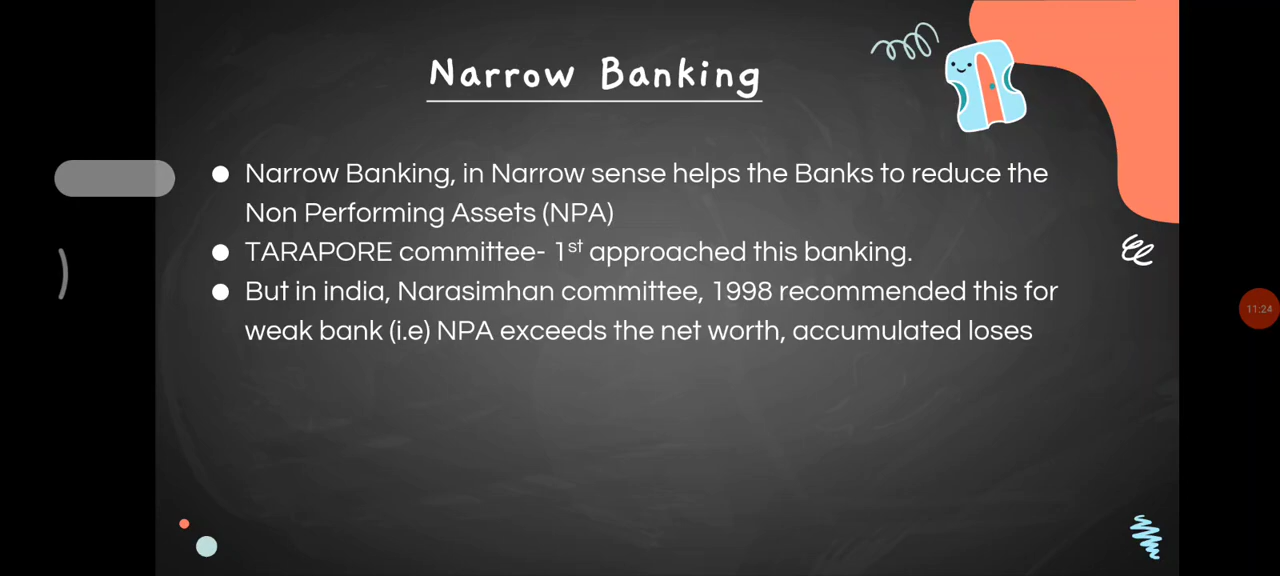 Narrow Banking
● Narrow Banking, in Narrow sense helps the Banks to reduce the
Non Performing Assets (NPA)
● TARAPORE committee- 1st approached this banking.
● But in india, Narasimhan committee, 1998 recommended this for
weak bank (i.e) NPA exceeds the net worth, accumulated loses
11:24